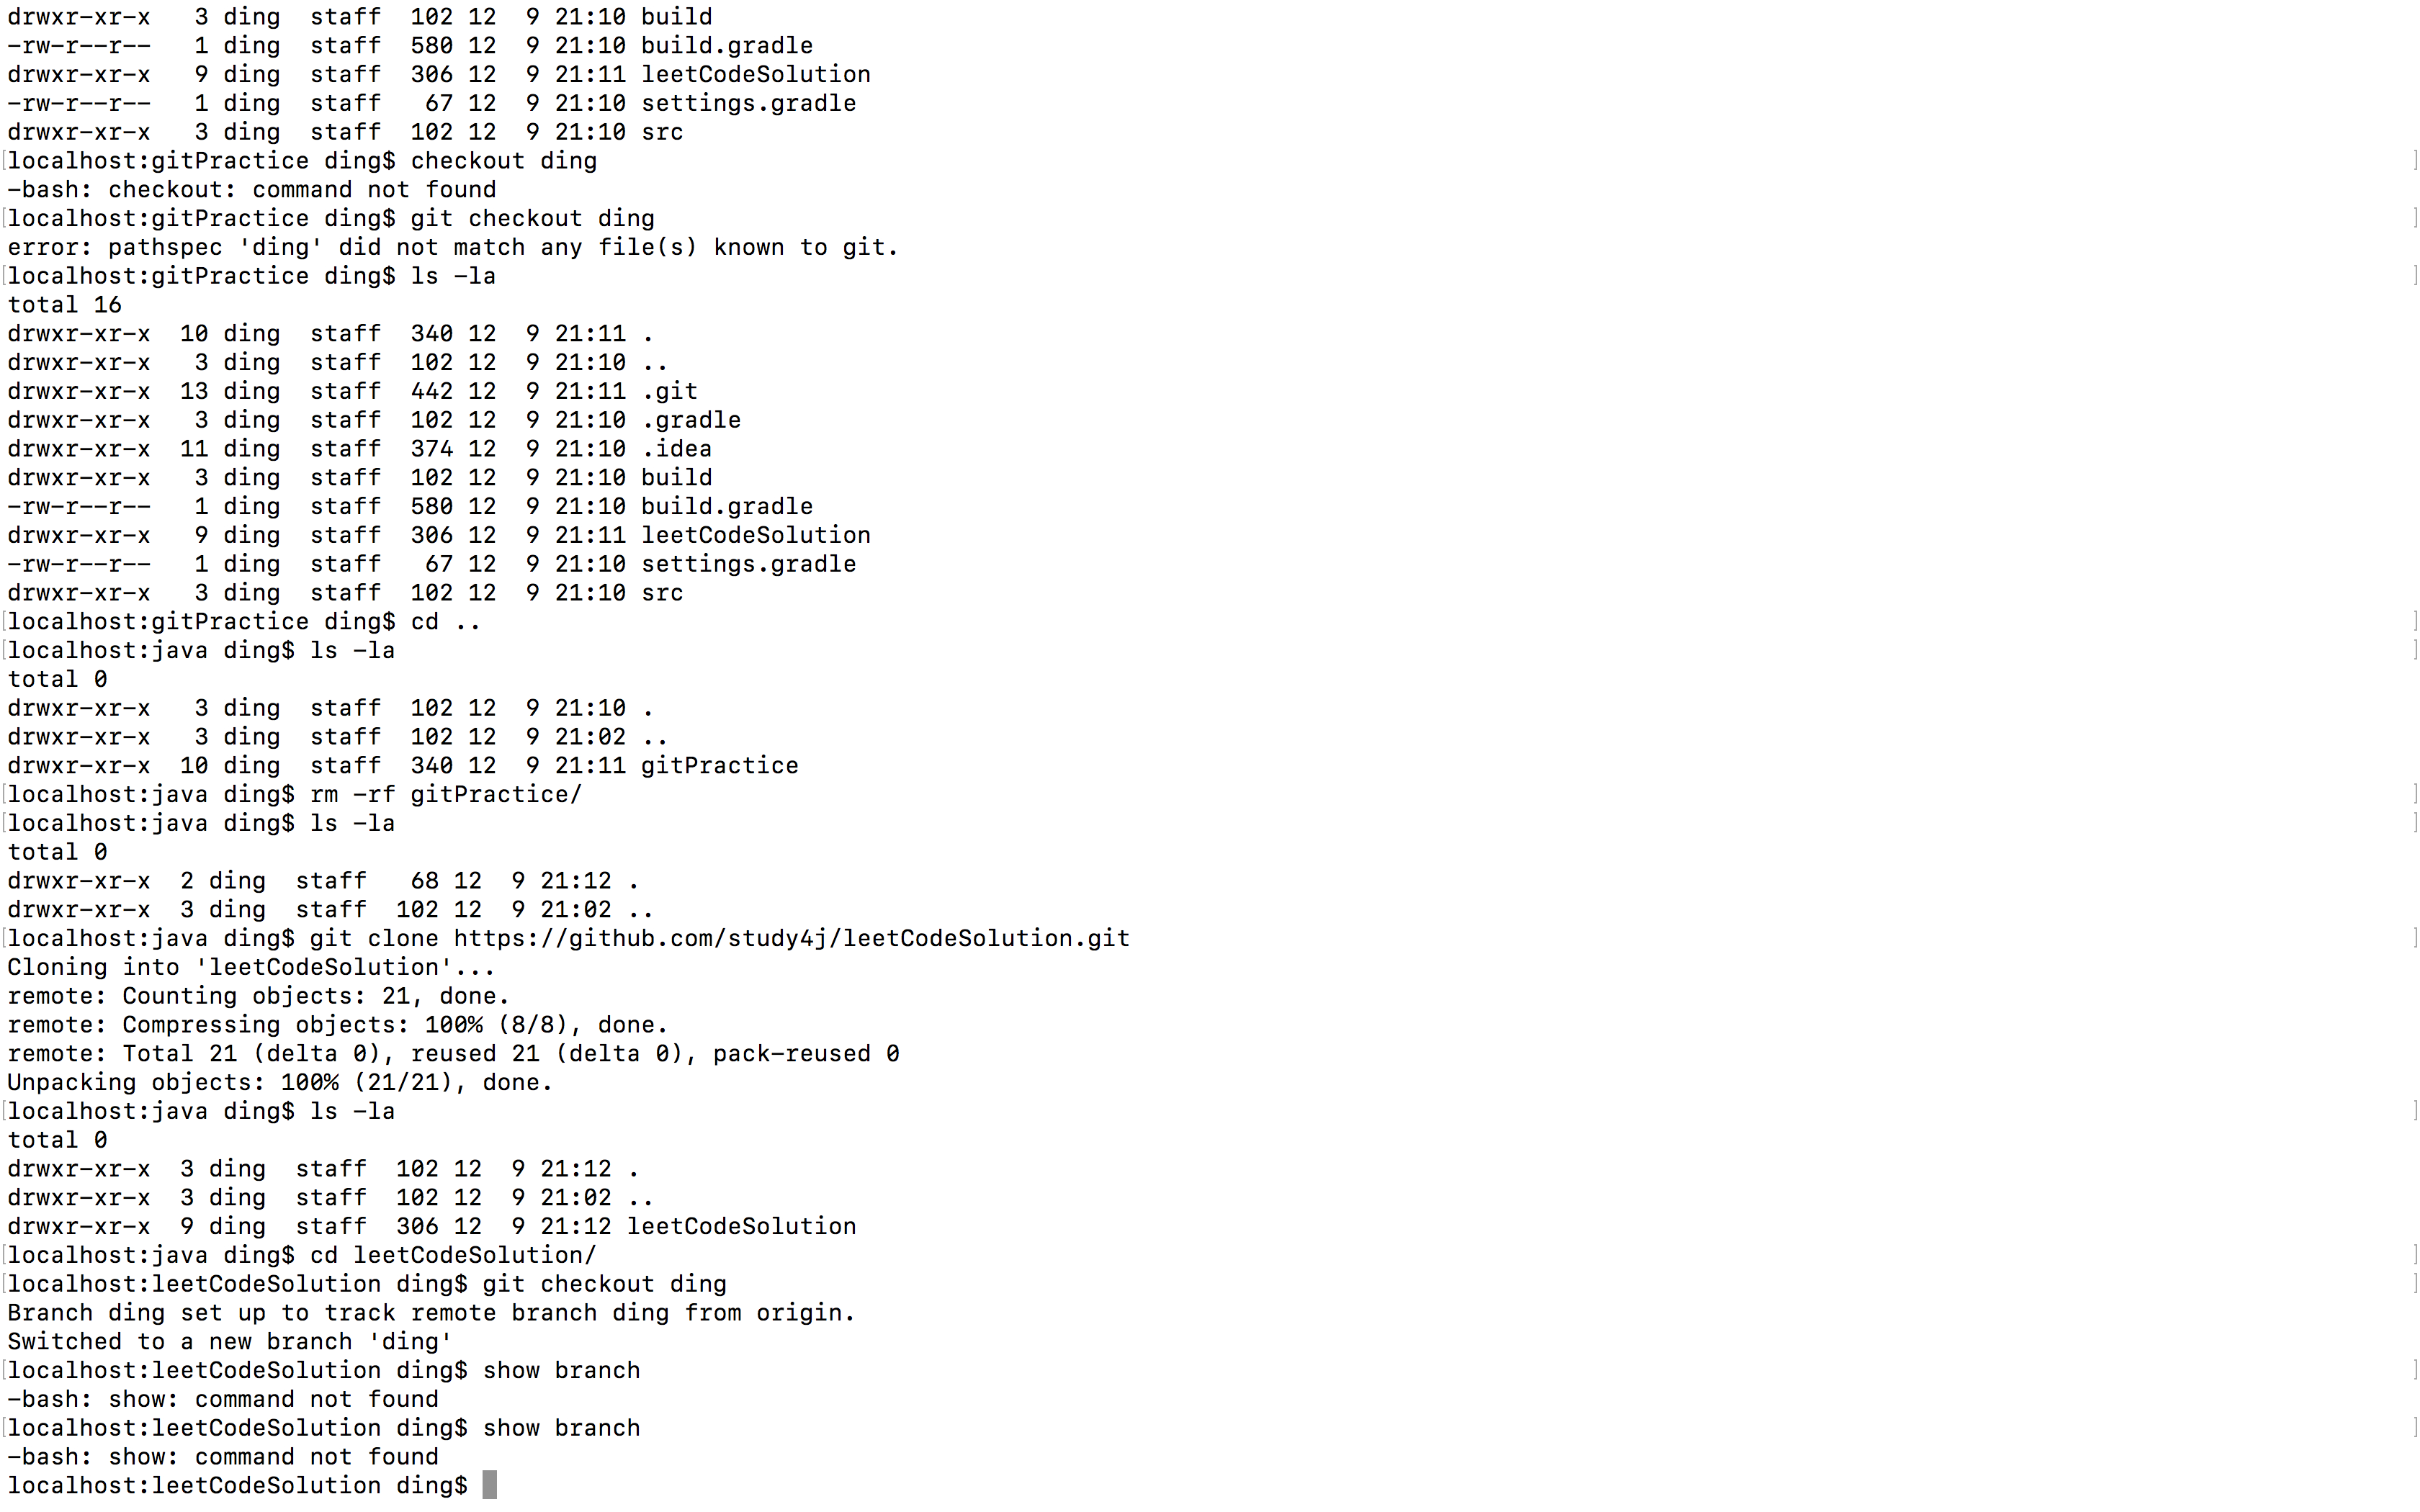 drwxr-xr-x   3 ding  staff  102 12  9 21:10 build
-rw-r--r--   1 ding  staff  580 12  9 21:10 build.gradle
drwxr-xr-x   9 ding  staff  306 12  9 21:11 leetCodeSolution
-rw-r--r--   1 ding  staff   67 12  9 21:10 settings.gradle
drwxr-xr-x   3 ding  staff  102 12  9 21:10 src
[localhost:gitPractice ding$ checkout ding ]
-bash: checkout: command not found
[localhost:gitPractice ding$ git checkout ding ]
error: pathspec 'ding' did not match any file(s) known to git.
[localhost:gitPractice ding$ ls -la ]
total 16
drwxr-xr-x  10 ding  staff  340 12  9 21:11 .
drwxr-xr-x   3 ding  staff  102 12  9 21:10 ..
drwxr-xr-x  13 ding  staff  442 12  9 21:11 .git
drwxr-xr-x   3 ding  staff  102 12  9 21:10 .gradle
drwxr-xr-x  11 ding  staff  374 12  9 21:10 .idea
drwxr-xr-x   3 ding  staff  102 12  9 21:10 build
-rw-r--r--   1 ding  staff  580 12  9 21:10 build.gradle
drwxr-xr-x   9 ding  staff  306 12  9 21:11 leetCodeSolution
-rw-r--r--   1 ding  staff   67 12  9 21:10 settings.gradle
drwxr-xr-x   3 ding  staff  102 12  9 21:10 src
[localhost:gitPractice ding$ cd .. ]
[localhost:java ding$ ls -la ]
total 0
drwxr-xr-x   3 ding  staff  102 12  9 21:10 .
drwxr-xr-x   3 ding  staff  102 12  9 21:02 ..
drwxr-xr-x  10 ding  staff  340 12  9 21:11 gitPractice
[localhost:java ding$ rm -rf gitPractice/ ]
[localhost:java ding$ ls -la ]
total 0
drwxr-xr-x  2 ding  staff   68 12  9 21:12 .
drwxr-xr-x  3 ding  staff  102 12  9 21:02 ..
[localhost:java ding$ git clone https://github.com/study4j/leetCodeSolution.git ]
Cloning into 'leetCodeSolution'...
remote: Counting objects: 21, done.
remote: Compressing objects: 100% (8/8), done.
remote: Total 21 (delta 0), reused 21 (delta 0), pack-reused 0
Unpacking objects: 100% (21/21), done.
[localhost:java ding$ ls -la ]
total 0
drwxr-xr-x  3 ding  staff  102 12  9 21:12 .
drwxr-xr-x  3 ding  staff  102 12  9 21:02 ..
drwxr-xr-x  9 ding  staff  306 12  9 21:12 leetCodeSolution
[localhost:java ding$ cd leetCodeSolution/ ]
[localhost:leetCodeSolution ding$ git checkout ding ]
Branch ding set up to track remote branch ding from origin.
Switched to a new branch 'ding'
[localhost:leetCodeSolution ding$ show branch ]
-bash: show: command not found
[localhost:leetCodeSolution ding$ show branch ]
-bash: show: command not found
localhost:leetCodeSolution ding$